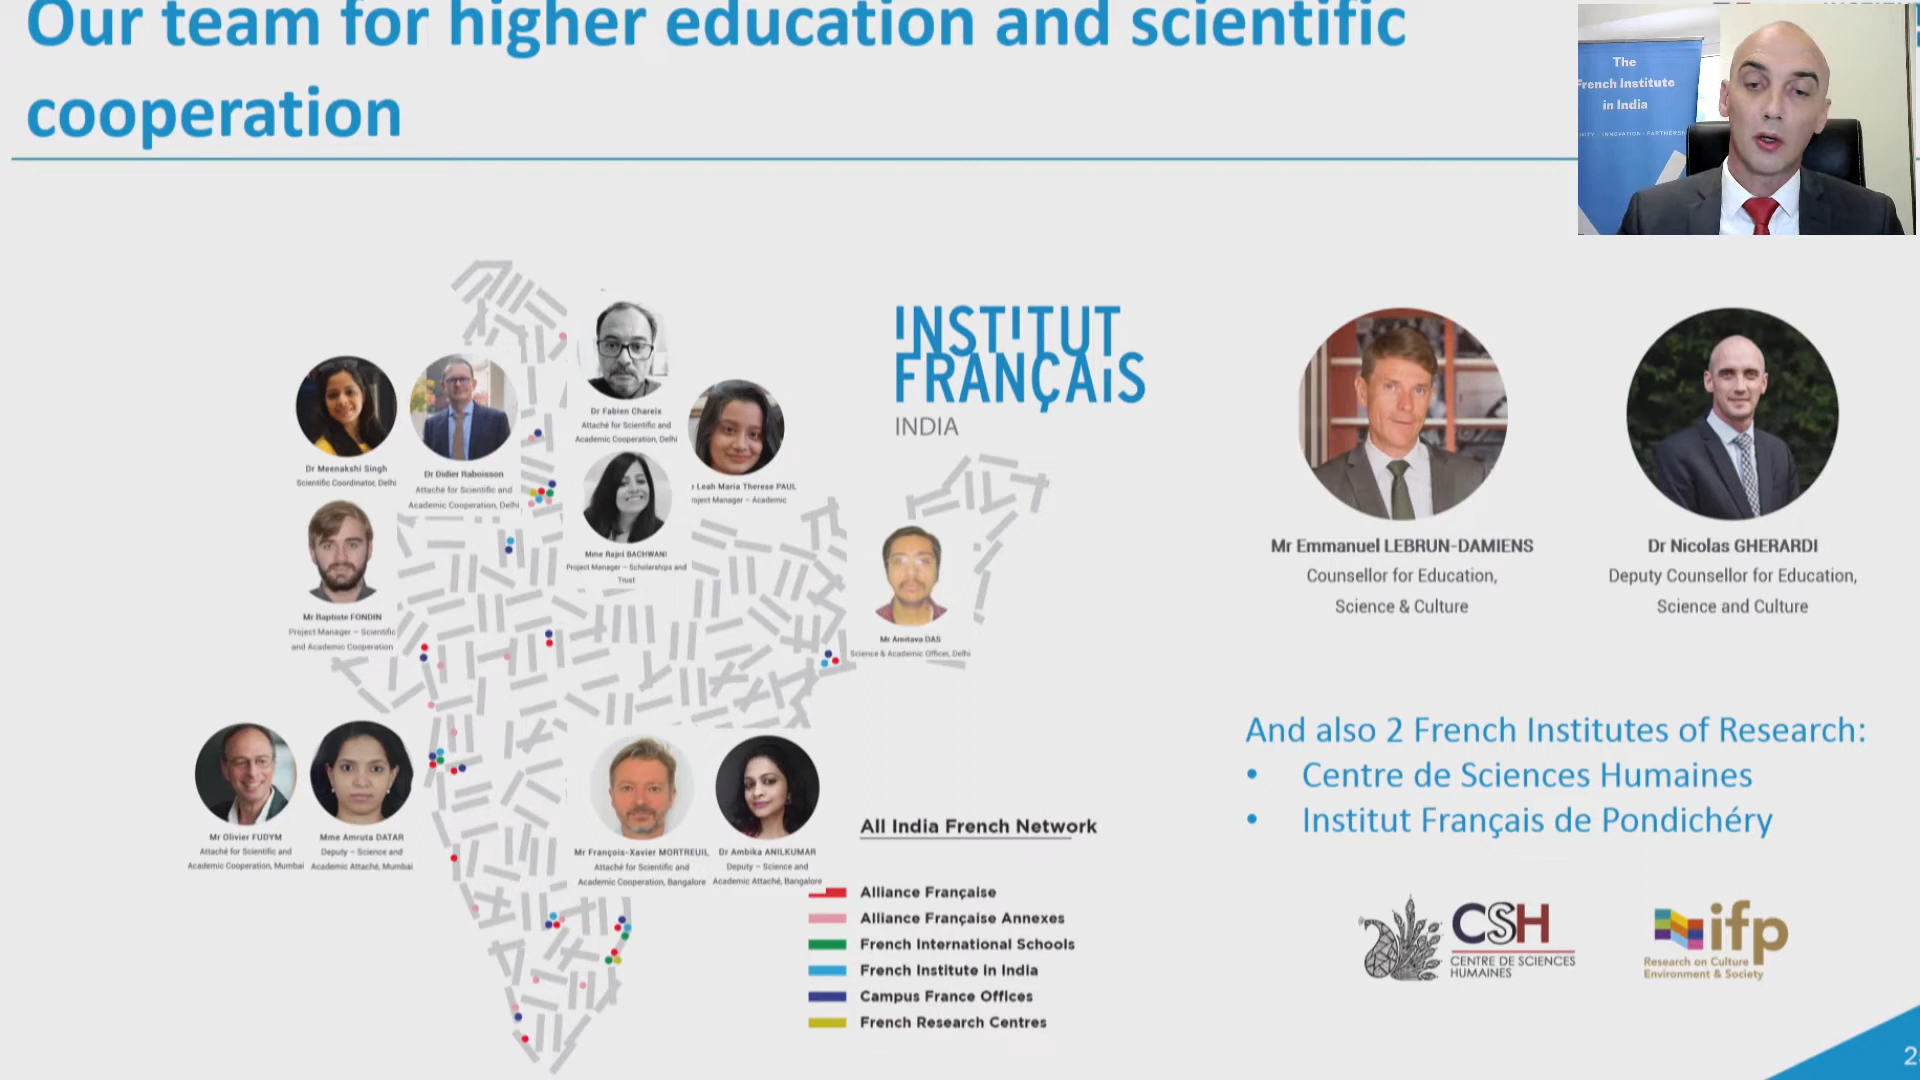 Our team for higher education and scientific
cooperation
The
French Institute
in India
INSTITUT
FRANÇAIS
INDIA
Dr Fabien Chareix
Attaché for Scientific and
Academic Cooperation, Delhi
Dr Meenakshi Singh
Scientific Coordinator, Delhi
Dr Didier Raboisson
Attaché for Scientific and
Academic Cooperation, Delhi
Leah Maria Therese PAUL
Project Manager – Academic
Mme Rajni BACHWANI
Project Manager – Scholarships and
Trust
Mr Baptiste FONDIN
Project Manager – Scientific
and Academic Cooperation
Mr Amitava DAS
Science & Academic Officer, Delhi
Mr Olivier FUDYM
Attaché for Scientific and
Academic Cooperation, Mumbai
Mme Amruta DATAR
Deputy – Science and
Academic Attaché, Mumbai
Mr François-Xavier MORTREUIL
Attaché for Scientific and
Academic Cooperation, Bangalore
Dr Ambika ANILKUMAR
Deputy – Science and
Academic Attaché, Bangalore
Mr Emmanuel LEBRUN-DAMIENS
Counsellor for Education,
Science & Culture
Dr Nicolas GHERARDI
Deputy Counsellor for Education,
Science and Culture
And also 2 French Institutes of Research:
• Centre de Sciences Humaines
• Institut Français de Pondichéry
All India French Network
Alliance Française
Alliance Française Annexes
French International Schools
French Institute in India
Campus France Offices
French Research Centres
CSH
CENTRE DE SCIENCES
HUMAINES
ifp
Research on Culture
Environment & Society